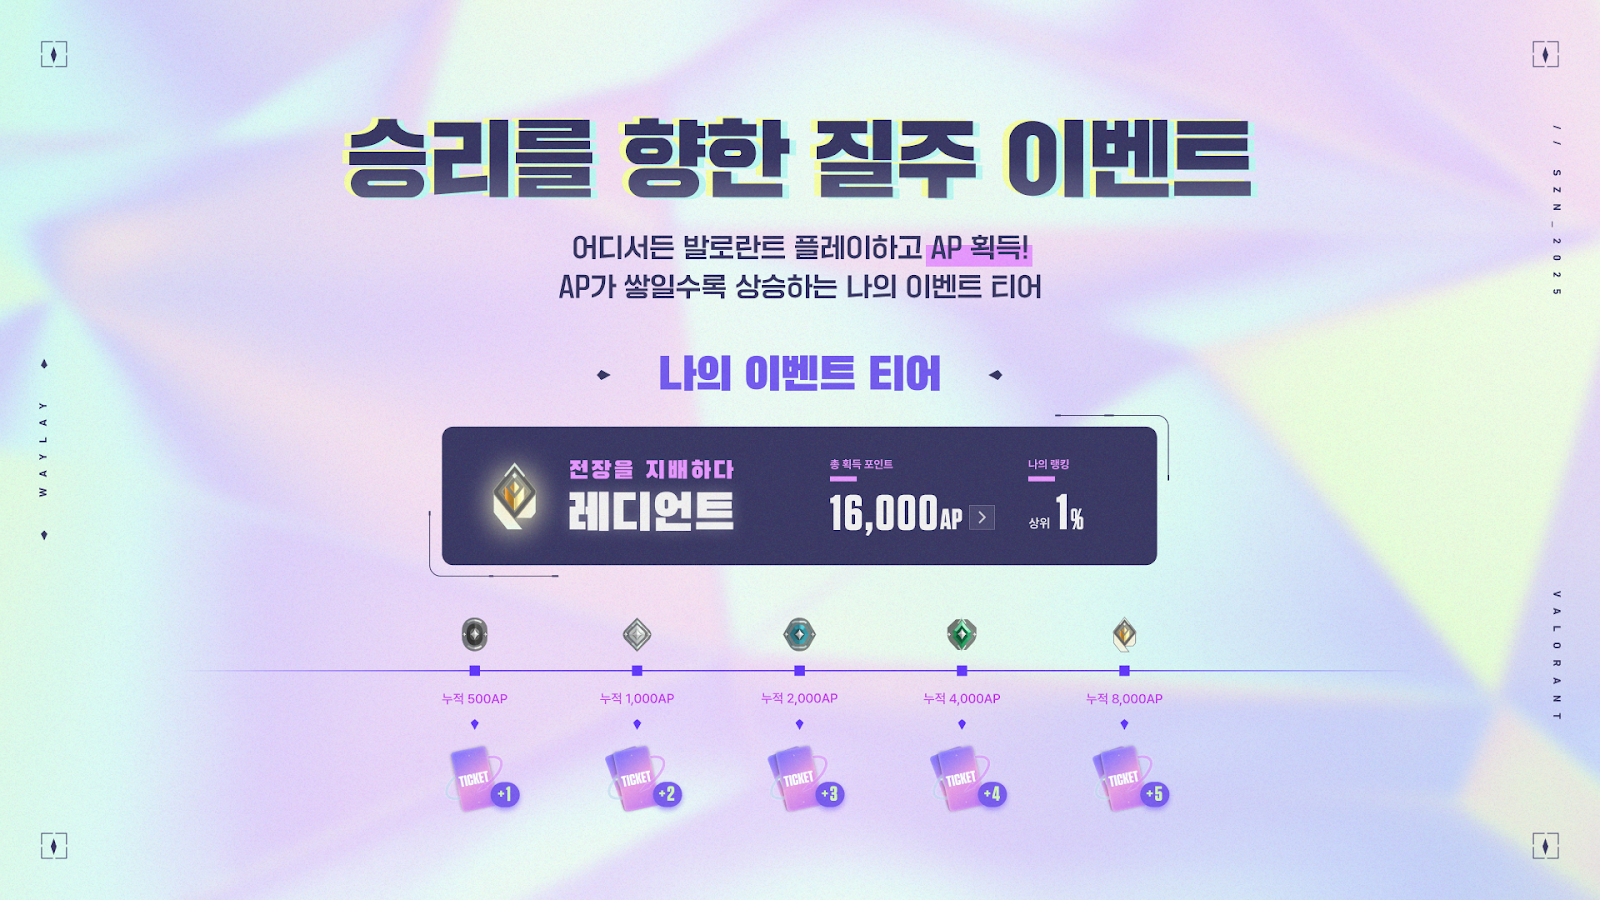 승리를 향한 질주 이벤트
어디서든 발로란트 플레이하고 AP 획득!
AP가 쌓일수록 상승하는 나의 이벤트 티어
나의 이벤트 티어
전장을 지배하다
레디언트
총 획득 포인트
16,000AP
나의 랭킹
상위 1%
누적 500AP
누적 1,000AP
누적 2,000AP
누적 4,000AP
누적 8,000AP
TICKET +1
TICKET +2
TICKET +3
TICKET +4
TICKET +5
WAYLAY
// SZN_2025
VALORANT